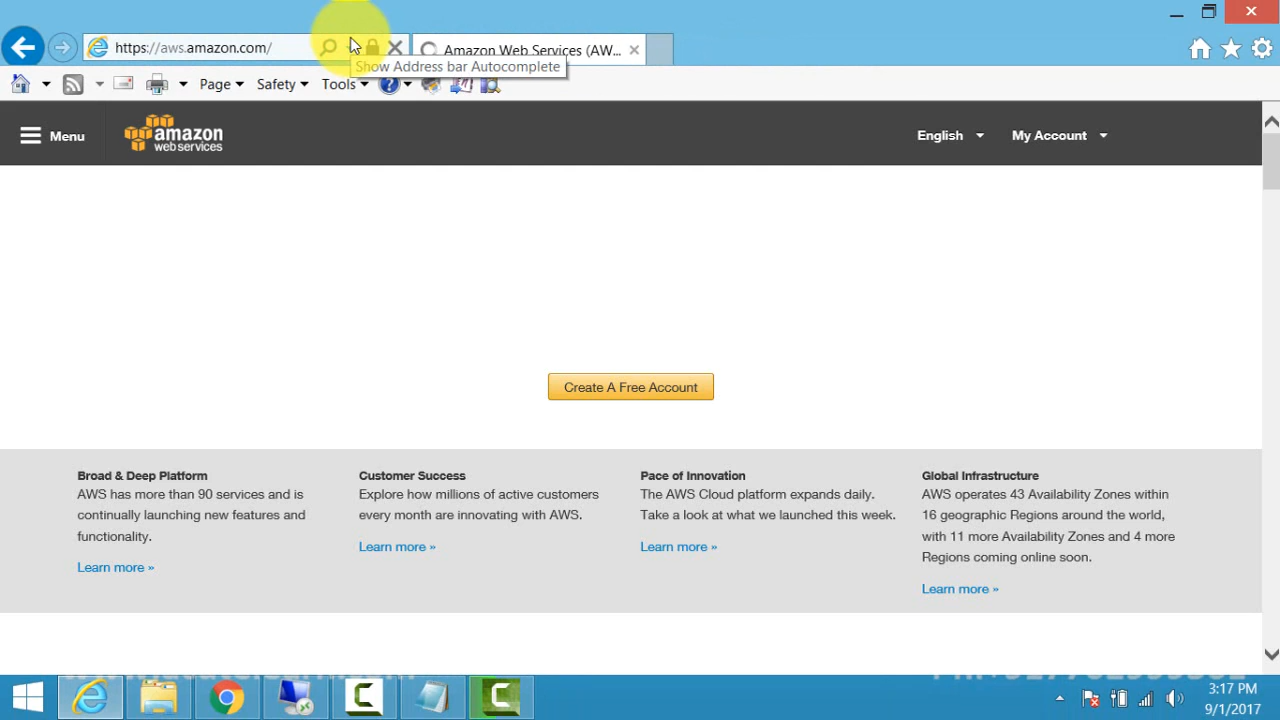 https://aws.amazon.com/
Amazon Web Services (AW...
Show Address bar Autocomplete
Page
Safety
Tools
Menu
amazon
web services
English
My Account
Create A Free Account
Broad & Deep Platform
AWS has more than 90 services and is
continually launching new features and
functionality.
Learn more »
Customer Success
Explore how millions of active customers
every month are innovating with AWS.
Learn more »
Pace of Innovation
The AWS Cloud platform expands daily.
Take a look at what we launched this week.
Learn more »
Global Infrastructure
AWS operates 43 Availability Zones within
16 geographic Regions around the world,
with 11 more Availability Zones and 4 more
Regions coming online soon.
Learn more »
3:17 PM
9/1/2017